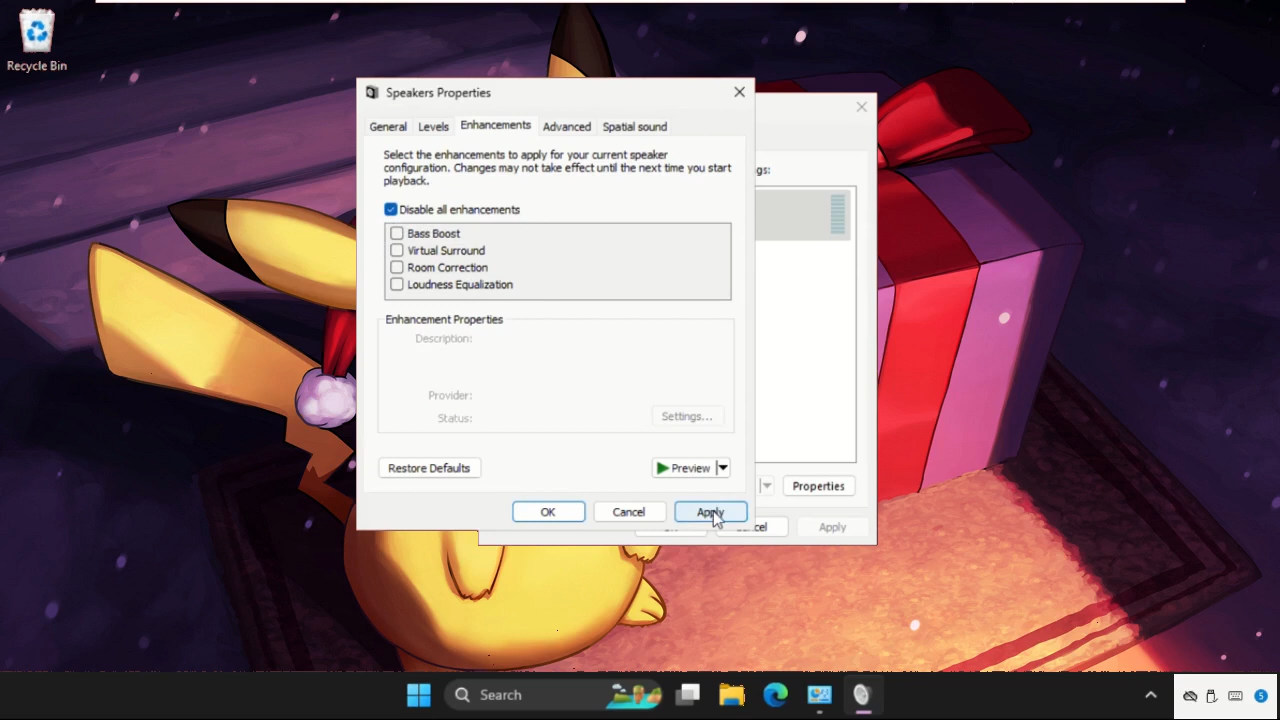 Recycle Bin
Speakers Properties
General
Levels
Enhancements
Advanced
Spatial sound
Select the enhancements to apply for your current speaker
configuration. Changes may not take effect until the next time you start
playback.
Disable all enhancements
Bass Boost
Virtual Surround
Room Correction
Loudness Equalization
Enhancement Properties
Description:
Provider:
Status:
Settings...
Restore Defaults
Preview
OK
Cancel
Apply
gs:
Properties
cel
Apply
Search
5